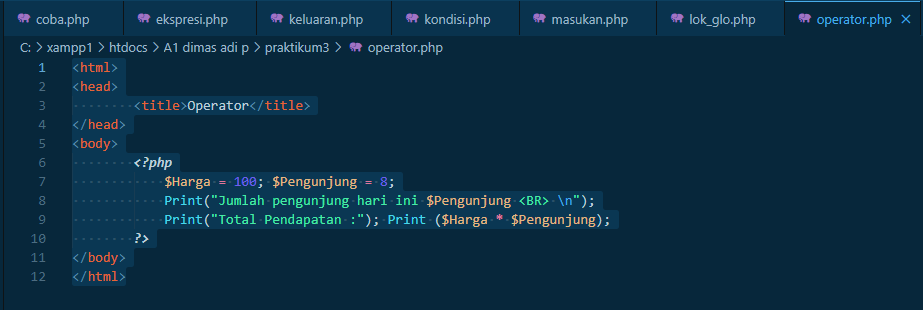 coba.php ekspresi.php keluaran.php kondisi.php masukan.php lok_glo.php operator.php ×
C: > xampp1 > htdocs > A1 dimas adi p > praktikum3 > operator.php
1 <html>
2 <head>
3 <title>Operator</title>
4 </head>
5 <body>
6 <?php
7 $Harga = 100; $Pengunjung = 8;
8 Print("Jumlah pengunjung hari ini $Pengunjung <BR> \n");
9 Print("Total Pendapatan :"); Print ($Harga * $Pengunjung);
10 ?>
11 </body>
12 </html>